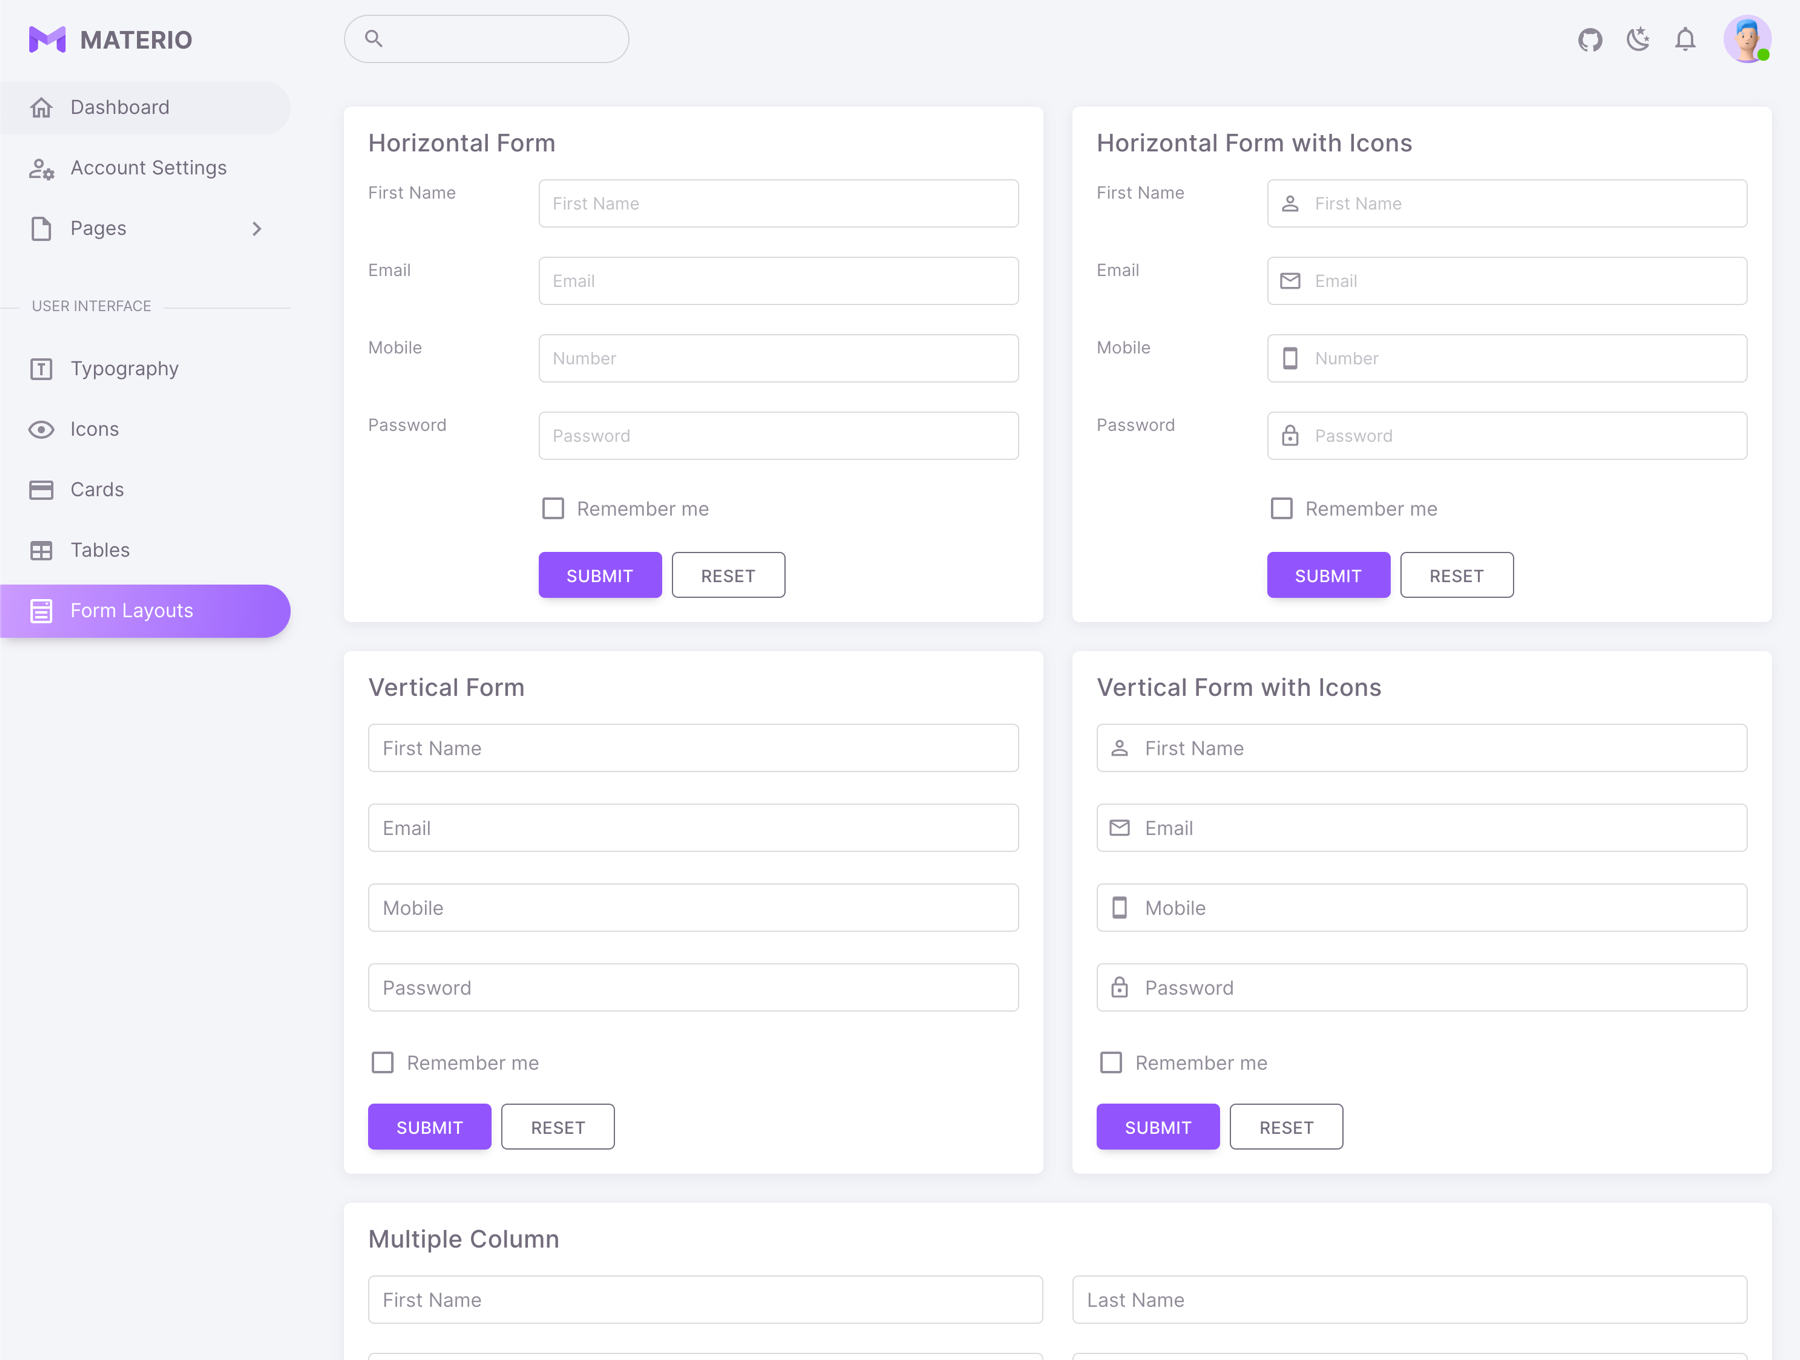 MATERIO
Dashboard
Account Settings
Pages
USER INTERFACE
Typography
Icons
Cards
Tables
Form Layouts
Horizontal Form
First Name
First Name
Email
Email
Mobile
Number
Password
Password
Remember me
SUBMIT RESET
Horizontal Form with Icons
First Name
First Name
Email
Email
Mobile
Number
Password
Password
Remember me
SUBMIT RESET
Vertical Form
First Name
Email
Mobile
Password
Remember me
SUBMIT RESET
Vertical Form with Icons
First Name
Email
Mobile
Password
Remember me
SUBMIT RESET
Multiple Column
First Name
Last Name